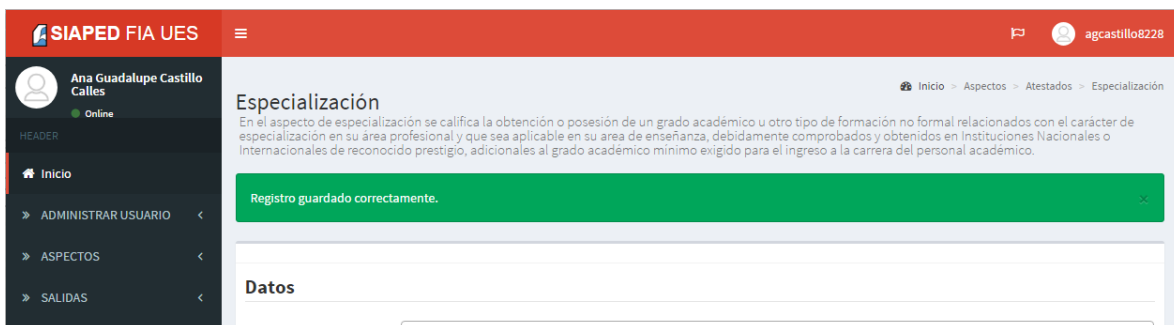 SIAPED FIA UES
agcastillo8228
Ana Guadalupe Castillo
Calles
Online
HEADER
Inicio
ADMINISTRAR USUARIO
ASPECTOS
SALIDAS
Inicio > Aspectos > Atestados > Especialización
Especialización
En el aspecto de especialización se califica la obtención o posesión de un grado académico u otro tipo de formación no formal relacionados con el carácter de
especialización en su área profesional y que sea aplicable en su area de enseñanza, debidamente comprobados y obtenidos en Instituciones Nacionales o
Internacionales de reconocido prestigio, adicionales al grado académico mínimo exigido para el ingreso a la carrera del personal académico.
Registro guardado correctamente.
×
Datos